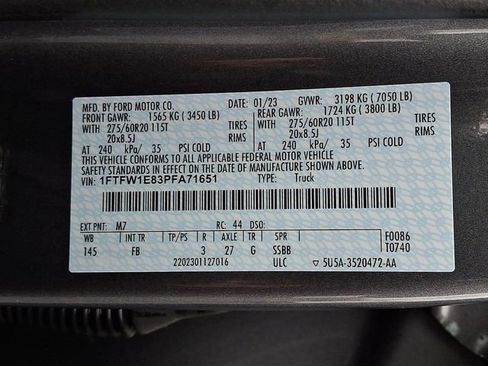 MFD. BY FORD MOTOR CO. DATE: 01/23 GVWR: 3198 KG ( 7050 LB)
FRONT GAWR: 1565 KG ( 3450 LB) REAR GAWR: 1724 KG ( 3800 LB)
WITH 275/60R20 115T TIRES WITH 275/60R20 115T TIRES
20x8.5J RIMS 20x8.5J RIMS
AT 240 kPa/ 35 PSI COLD AT 240 kPa/ 35 PSI COLD
THIS VEHICLE CONFORMS TO ALL APPLICABLE FEDERAL MOTOR VEHICLE
SAFETY STANDARDS IN EFFECT ON THE DATE OF MANUFACTURE SHOWN ABOVE.
VIN: 1FTFW1E83PFA71651 TYPE: Truck
EXT PNT: M7 RC: 44 DSO: F0086
WB INT TR TP/PS R AXLE TR SPR T0740
145 FB 3 27 G SSBB
2202301127016 ULC 5U5A-3520472-AA